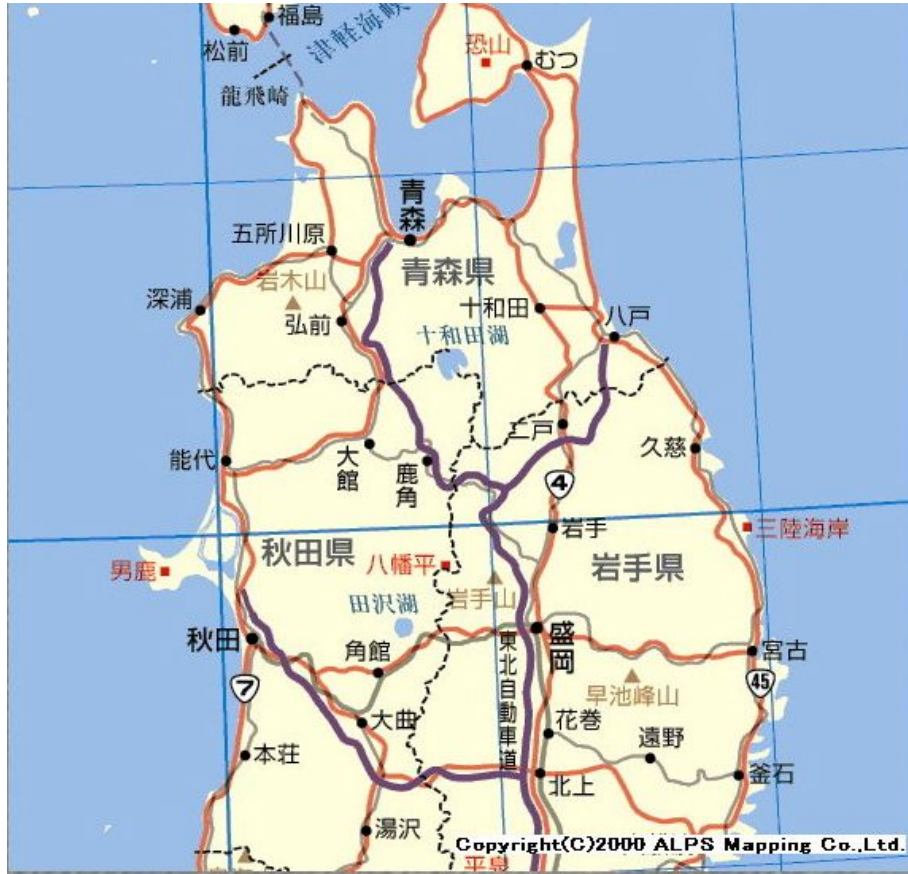 福島
松前
津軽海峡
龍飛崎
恐山
むつ
青森
五所川原
青森県
岩木山
深浦
弘前
十和田
八戸
十和田湖
二戸
久慈
大館
能代
鹿角
4
岩手
三陸海岸
秋田県
八幡平
岩手県
男鹿
岩手山
田沢湖
秋田
盛岡
東北自動車道
宮古
角館
7
早池峰山
45
大曲
花巻
遠野
本荘
北上
釜石
湯沢
Copyright(C)2000 ALPS Mapping Co.,Ltd.
平泉